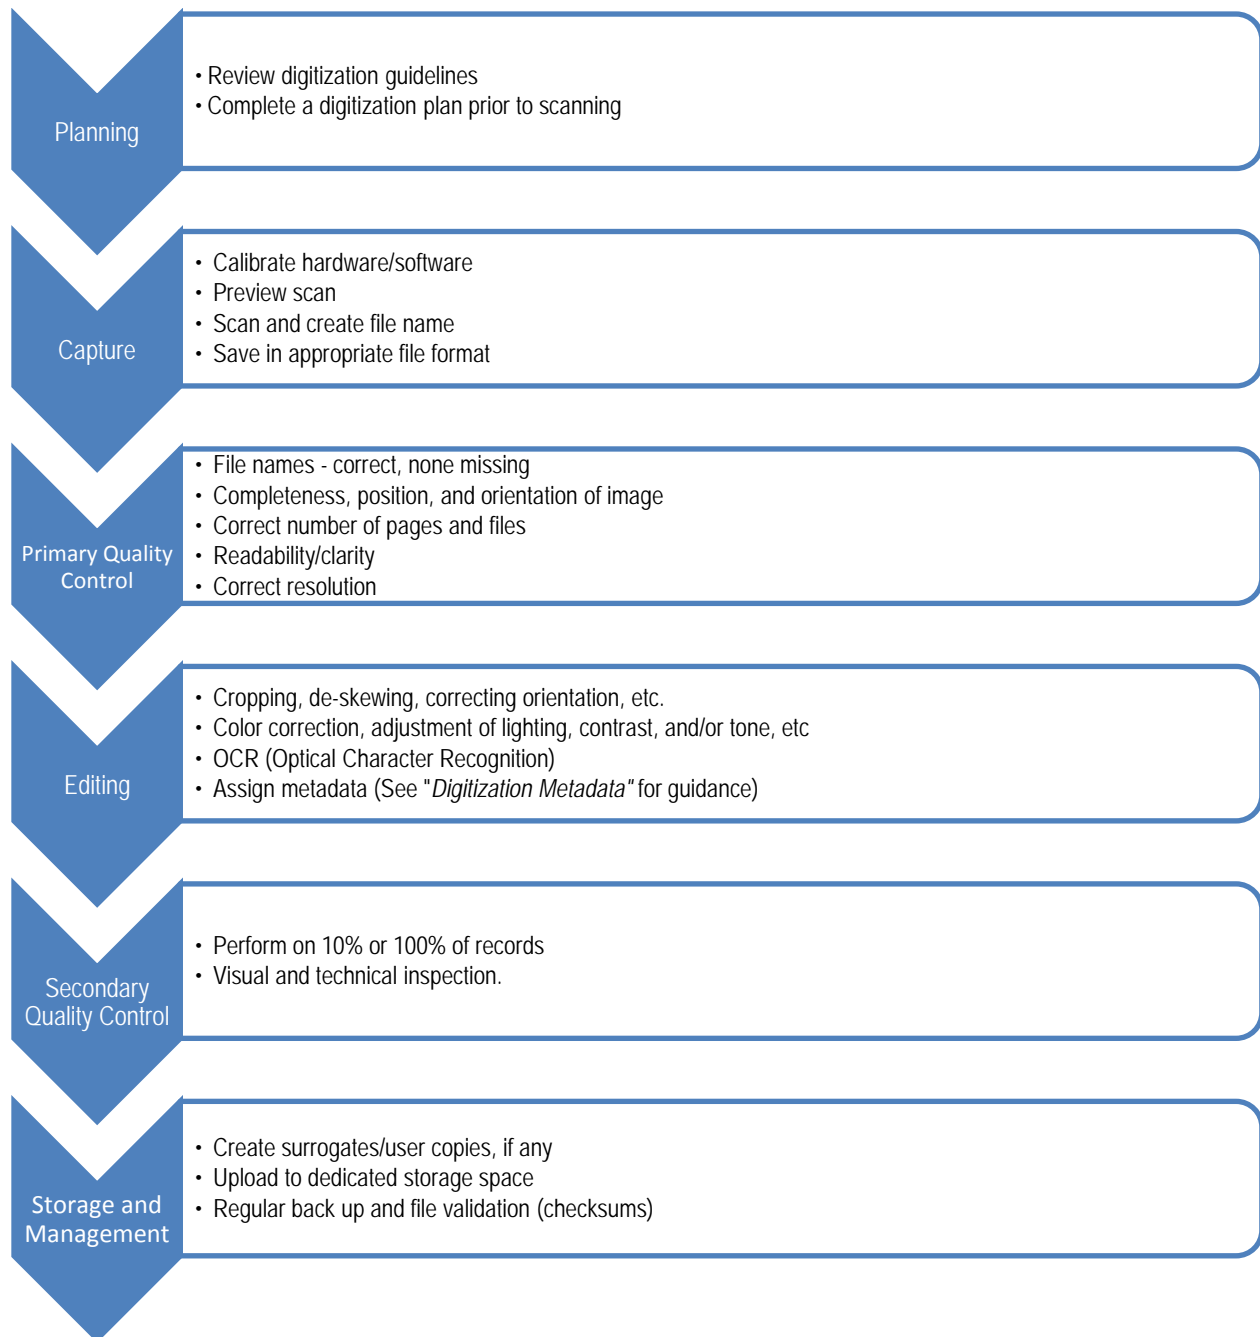 Planning
• Review digitization guidelines
• Complete a digitization plan prior to scanning
Capture
• Calibrate hardware/software
• Preview scan
• Scan and create file name
• Save in appropriate file format
Primary Quality
Control
• File names - correct, none missing
• Completeness, position, and orientation of image
• Correct number of pages and files
• Readability/clarity
• Correct resolution
Editing
• Cropping, de-skewing, correcting orientation, etc.
• Color correction, adjustment of lighting, contrast, and/or tone, etc
• OCR (Optical Character Recognition)
• Assign metadata (See "Digitization Metadata" for guidance)
Secondary
Quality Control
• Perform on 10% or 100% of records
• Visual and technical inspection.
Storage and
Management
• Create surrogates/user copies, if any
• Upload to dedicated storage space
• Regular back up and file validation (checksums)